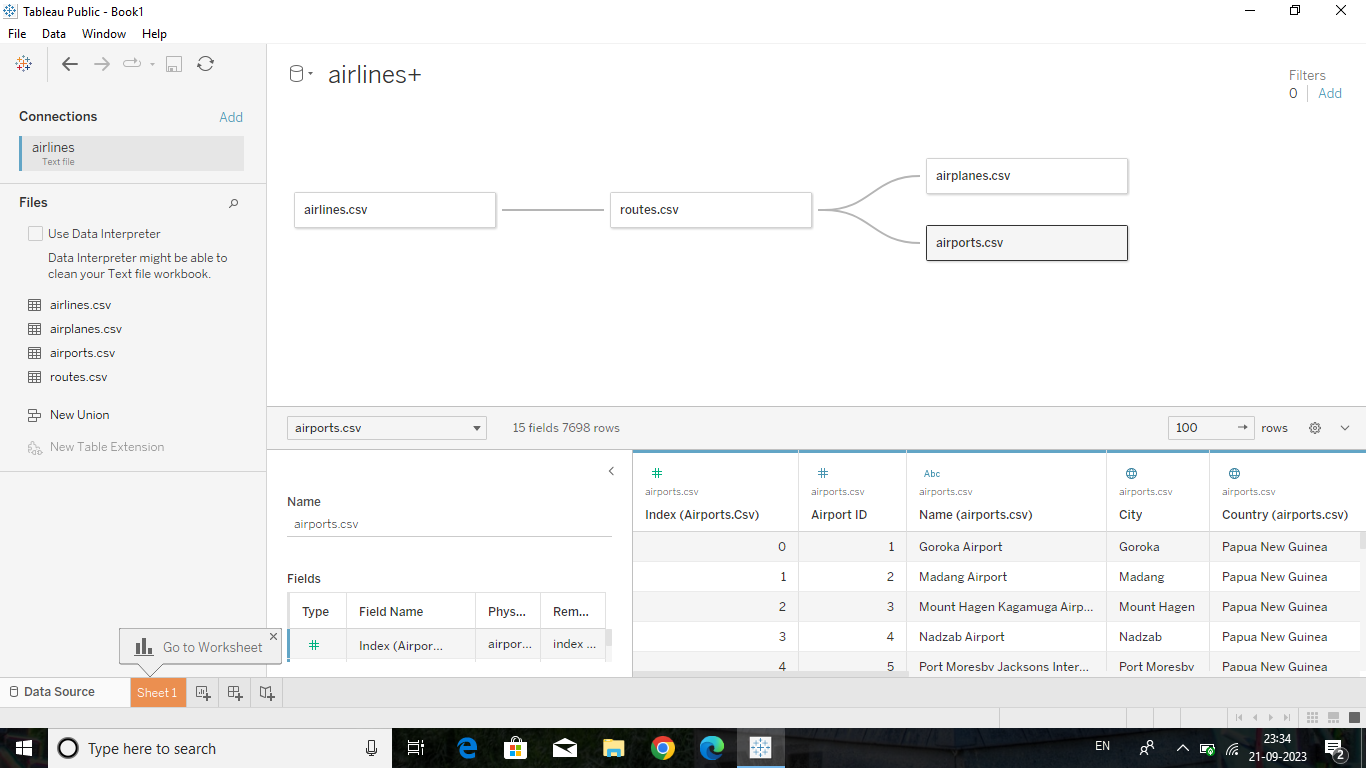 Tableau Public - Book1
File Data Window Help
airlines+
Filters
0 Add
Connections Add
airlines
Text file
Files
Use Data Interpreter
Data Interpreter might be able to
clean your Text file workbook.
airlines.csv
airplanes.csv
airports.csv
routes.csv
New Union
New Table Extension
airlines.csv
routes.csv
airplanes.csv
airports.csv
airports.csv 15 fields 7698 rows 100 rows
Name
airports.csv
Fields
Type Field Name Phys... Rem...
# Index (Airpor... airpor... index ...
# # Abc
airports.csv airports.csv airports.csv airports.csv airports.csv
Index (Airports.Csv) Airport ID Name (airports.csv) City Country (airports.csv)
0 1 Goroka Airport Goroka Papua New Guinea
1 2 Madang Airport Madang Papua New Guinea
2 3 Mount Hagen Kagamuga Airp... Mount Hagen Papua New Guinea
3 4 Nadzab Airport Nadzab Papua New Guinea
4 5 Port Moresby Jacksons Inter... Port Moresby Papua New Guinea
Go to Worksheet
Data Source Sheet 1
Type here to search
EN
23:34
21-09-2023
2